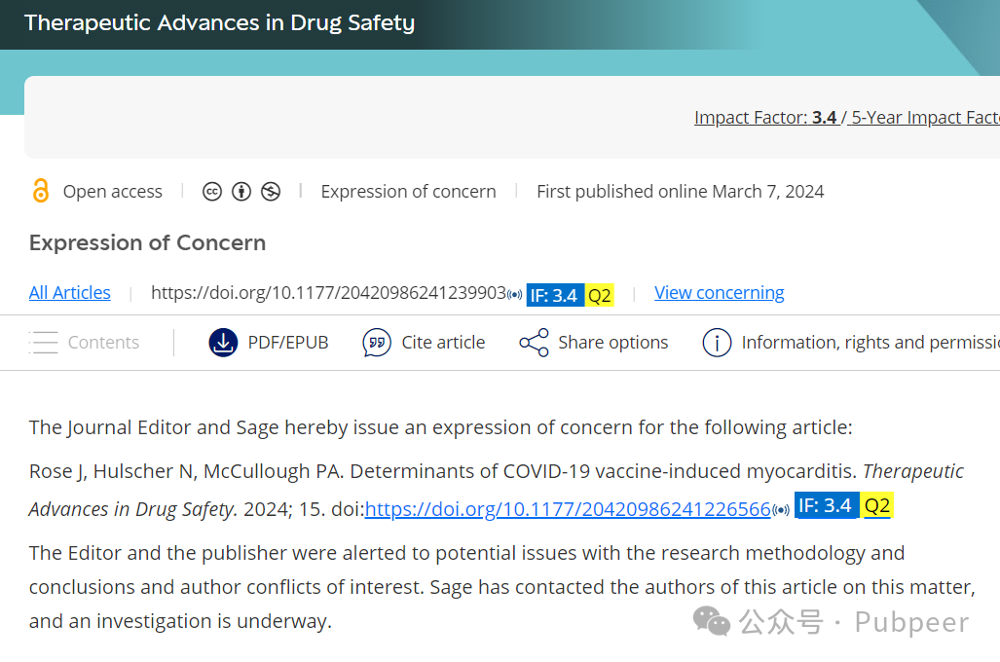 Therapeutic Advances in Drug Safety
Impact Factor: 3.4 / 5-Year Impact Fact
Open access | Expression of concern | First published online March 7, 2024
Expression of Concern
All Articles | https://doi.org/10.1177/20420986241239903 IF: 3.4 Q2 | View concerning
Contents | PDF/EPUB Cite article Share options Information, rights and permissi
The Journal Editor and Sage hereby issue an expression of concern for the following article:
Rose J, Hulscher N, McCullough PA. Determinants of COVID-19 vaccine-induced myocarditis. Therapeutic
Advances in Drug Safety. 2024; 15. doi:https://doi.org/10.1177/20420986241226566 IF: 3.4 Q2
The Editor and the publisher were alerted to potential issues with the research methodology and
conclusions and author conflicts of interest. Sage has contacted the authors of this article on this matter,
and an investigation is underway.
公众号 · Pubpeer